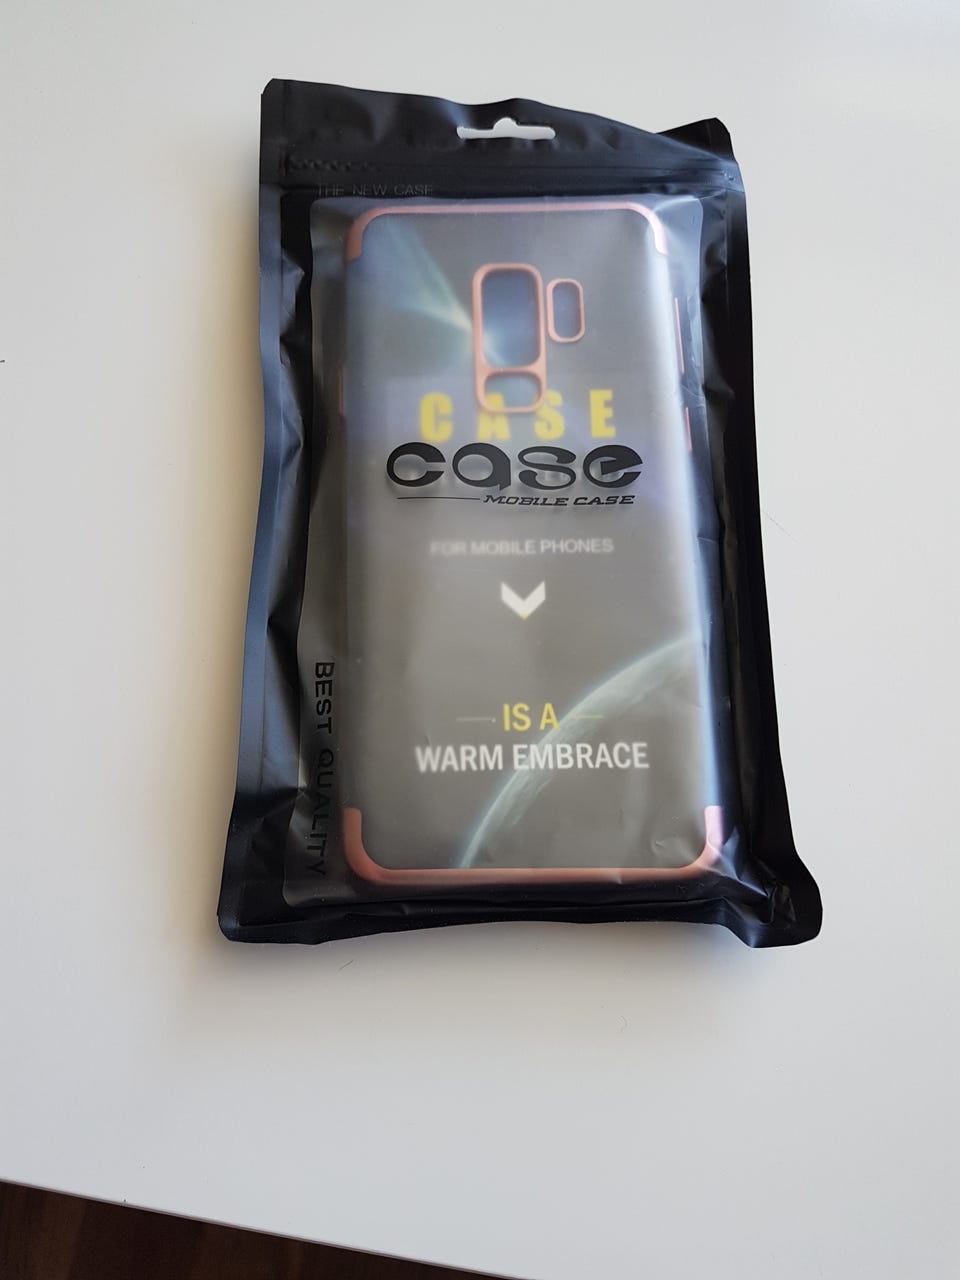 THE NEW CASE
CASE
case
MOBILE CASE
FOR MOBILE PHONES
IS A
WARM EMBRACE
BEST QUALITY